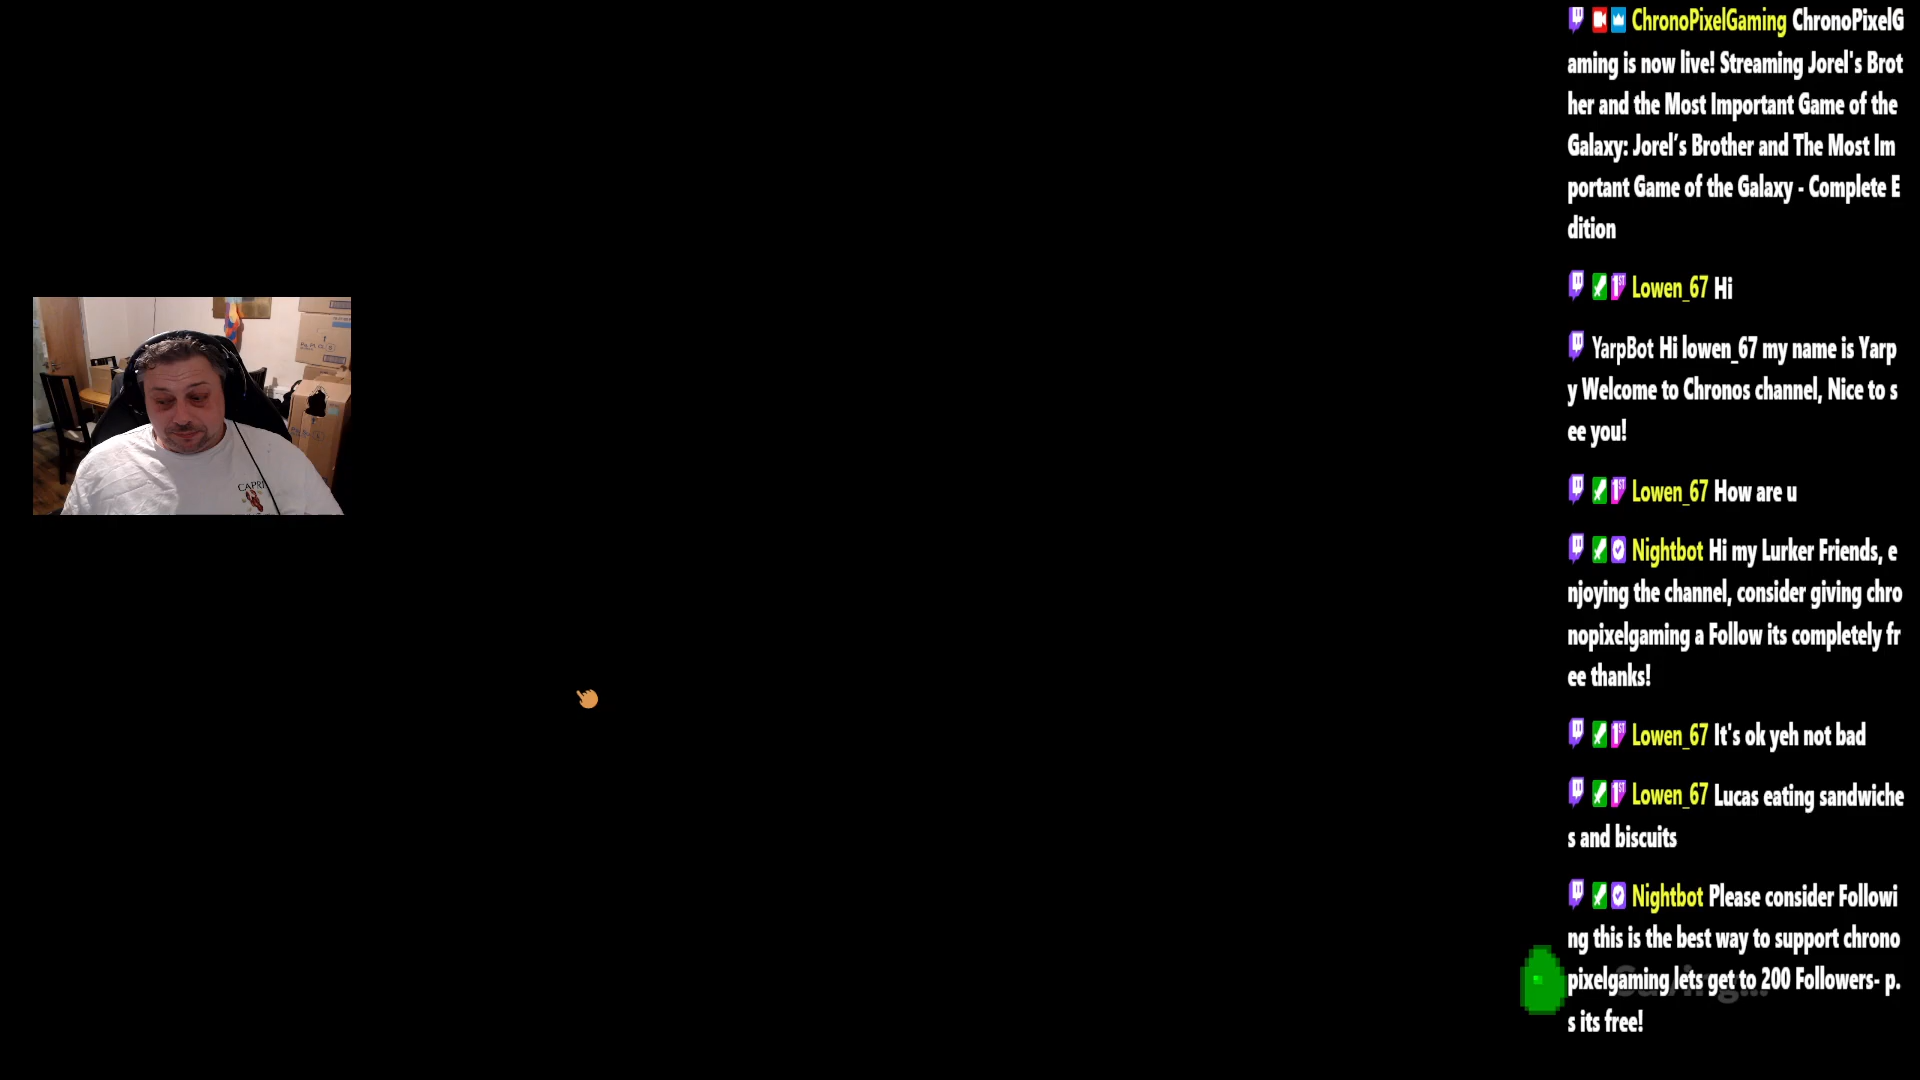 ChronoPixelGaming ChronoPixelG
aming is now live! Streaming Jorel's Brot
her and the Most Important Game of the
Galaxy: Jorel’s Brother and The Most Im
portant Game of the Galaxy - Complete E
dition
Lowen_67 Hi
YarpBot Hi lowen_67 my name is Yarp
y Welcome to Chronos channel, Nice to s
ee you!
Lowen_67 How are u
Nightbot Hi my Lurker Friends, e
njoying the channel, consider giving chro
nopixelgaming a Follow its completely fr
ee thanks!
Lowen_67 It's ok yeh not bad
Lowen_67 Lucas eating sandwiche
s and biscuits
Nightbot Please consider Followi
ng this is the best way to support chrono
pixelgaming lets get to 200 Followers- p.
s its free!
CAPRI